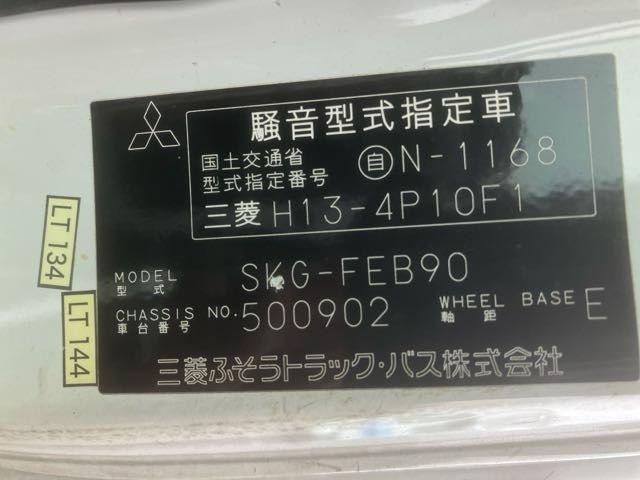 騒音型式指定車
国土交通省
型式指定番号
自 N-1168
三菱 H13-4P10F1
MODEL
型式
SKG-FEB90
CHASSIS NO.
車台番号
500902
WHEEL BASE
軸距
E
三菱ふそうトラック・バス株式会社
LT 134
LT 144